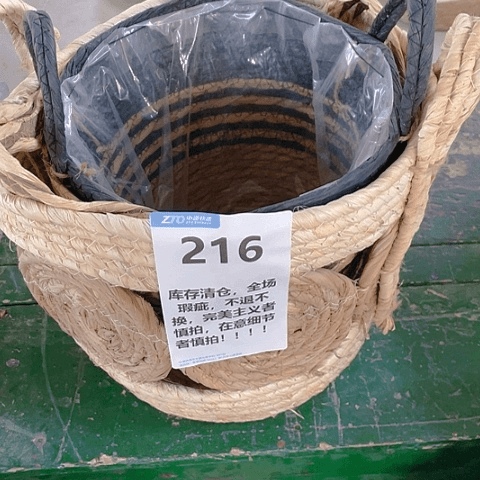 ZTO 中通快递
216
库存清仓，全场
瑕疵，不退不
换，完美主义者
慎拍，在意细节
者慎拍！！！！